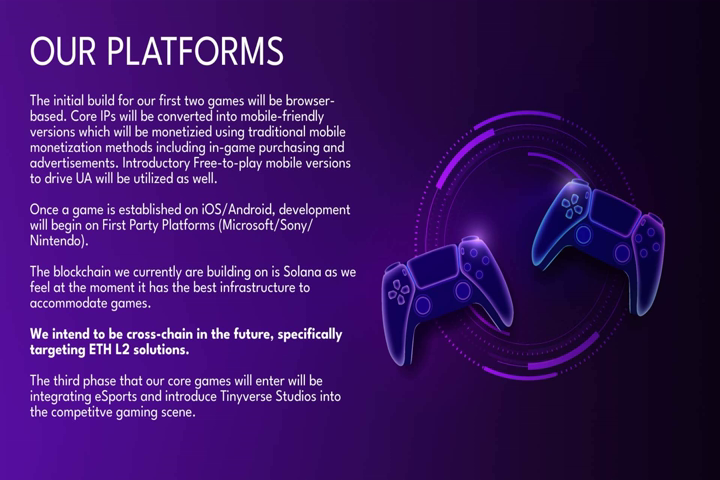 OUR PLATFORMS
The initial build for our first two games will be browser-
based. Core IPs will be converted into mobile-friendly
versions which will be monetizied using traditional mobile
monetization methods including in-game purchasing and
advertisements. Introductory Free-to-play mobile versions
to drive UA will be utilized as well.
Once a game is established on iOS/Android, development
will begin on First Party Platforms (Microsoft/Sony/
Nintendo).
The blockchain we currently are building on is Solana as we
feel at the moment it has the best infrastructure to
accommodate games.
We intend to be cross-chain in the future, specifically
targeting ETH L2 solutions.
The third phase that our core games will enter will be
integrating eSports and introduce Tinyverse Studios into
the competitve gaming scene.